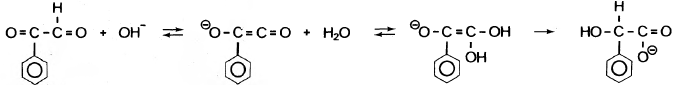 H H
O=C-C=O + OH⁻ ⇌ ⊖O-C=C=O + H₂O ⇌ ⊖O-C=C-OH → HO-C-C=O
OH O⊖